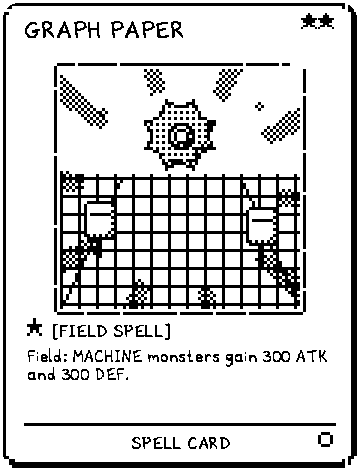 GRAPH PAPER
[FIELD SPELL]
Field: MACHINE monsters gain 300 ATK
and 300 DEF.
SPELL CARD